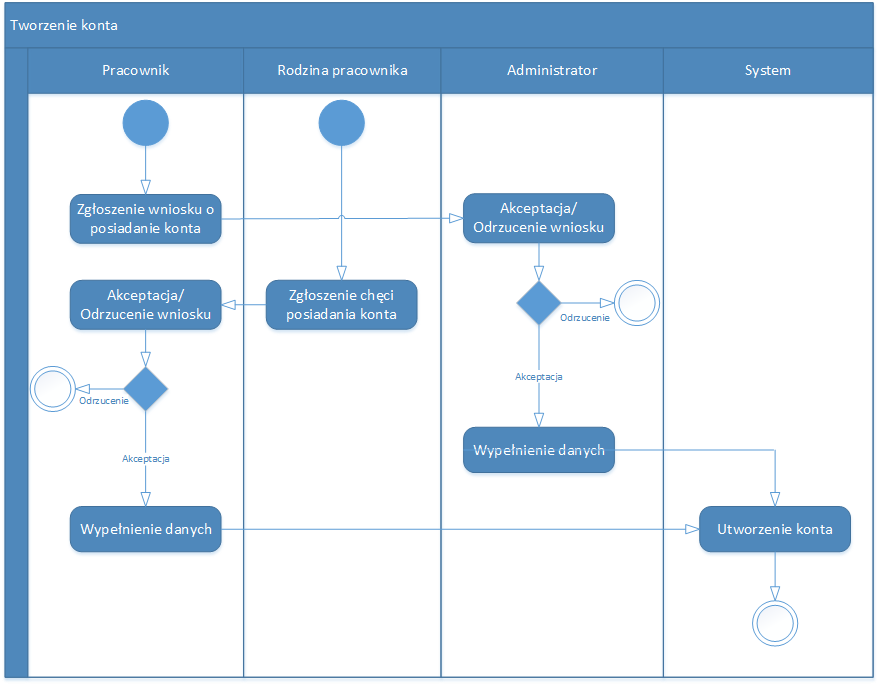 Tworzenie konta
Pracownik
Rodzina pracownika
Administrator
System
Zgłoszenie wniosku o
posiadanie konta
Akceptacja/
Odrzucenie wniosku
Akceptacja/
Odrzucenie wniosku
Zgłoszenie chęci
posiadania konta
Odrzucenie
Akceptacja
Odrzucenie
Wypełnienie danych
Akceptacja
Wypełnienie danych
Utworzenie konta